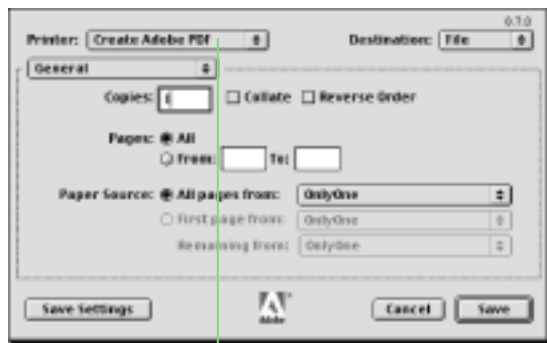 0.7.0
Printer: Create Adobe PDF Destination: File
General
Copies: 1 Collate Reverse Order
Pages: All
From: To:
Paper Source: All pages from: OnlyOne
First page from: OnlyOne
Remaining from: OnlyOne
Save Settings Adobe Cancel Save